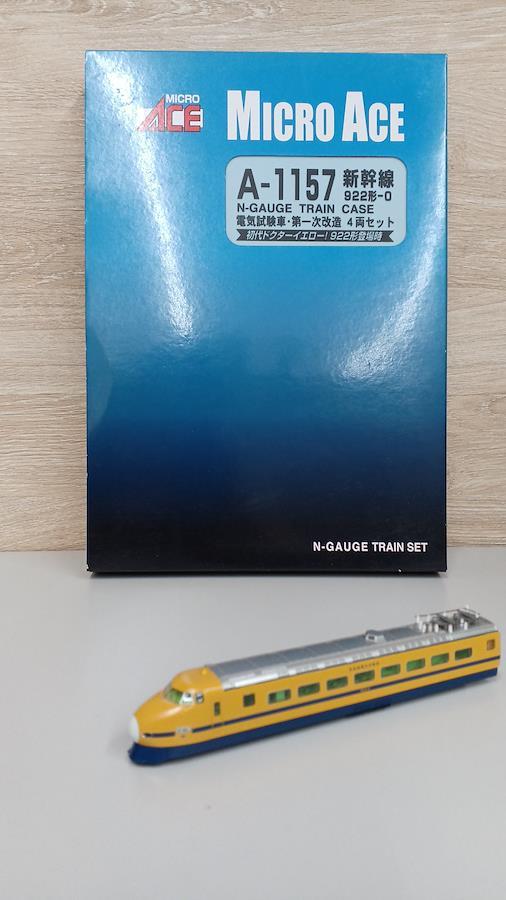 MICRO
ACE
MICRO ACE
A-1157 新幹線
922形-0
N-GAUGE TRAIN CASE
電気試験車・第一次改造 4両セット
初代ドクターイエロー！922形登場時
N-GAUGE TRAIN SET